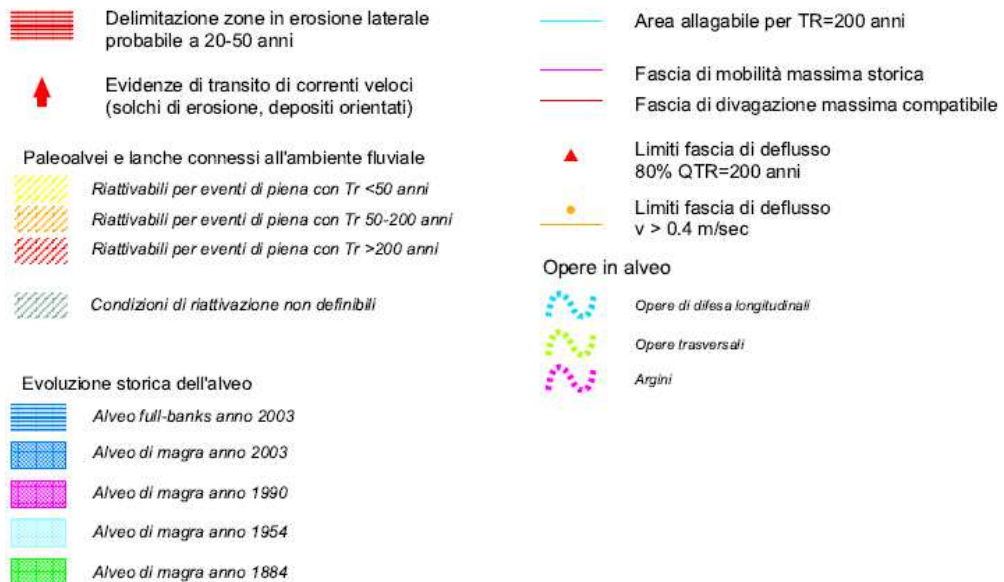 Delimitazione zone in erosione laterale
probabile a 20-50 anni
Evidenze di transito di correnti veloci
(solchi di erosione, depositi orientati)
Paleoalvei e lanche connessi all'ambiente fluviale
Riattivabili per eventi di piena con Tr <50 anni
Riattivabili per eventi di piena con Tr 50-200 anni
Riattivabili per eventi di piena con Tr >200 anni
Condizioni di riattivazione non definibili
Evoluzione storica dell'alveo
Alveo full-banks anno 2003
Alveo di magra anno 2003
Alveo di magra anno 1990
Alveo di magra anno 1954
Alveo di magra anno 1884
Area allagabile per TR=200 anni
Fascia di mobilità massima storica
Fascia di divagazione massima compatibile
Limiti fascia di deflusso
80% QTR=200 anni
Limiti fascia di deflusso
v > 0.4 m/sec
Opere in alveo
Opere di difesa longitudinali
Opere trasversali
Argini